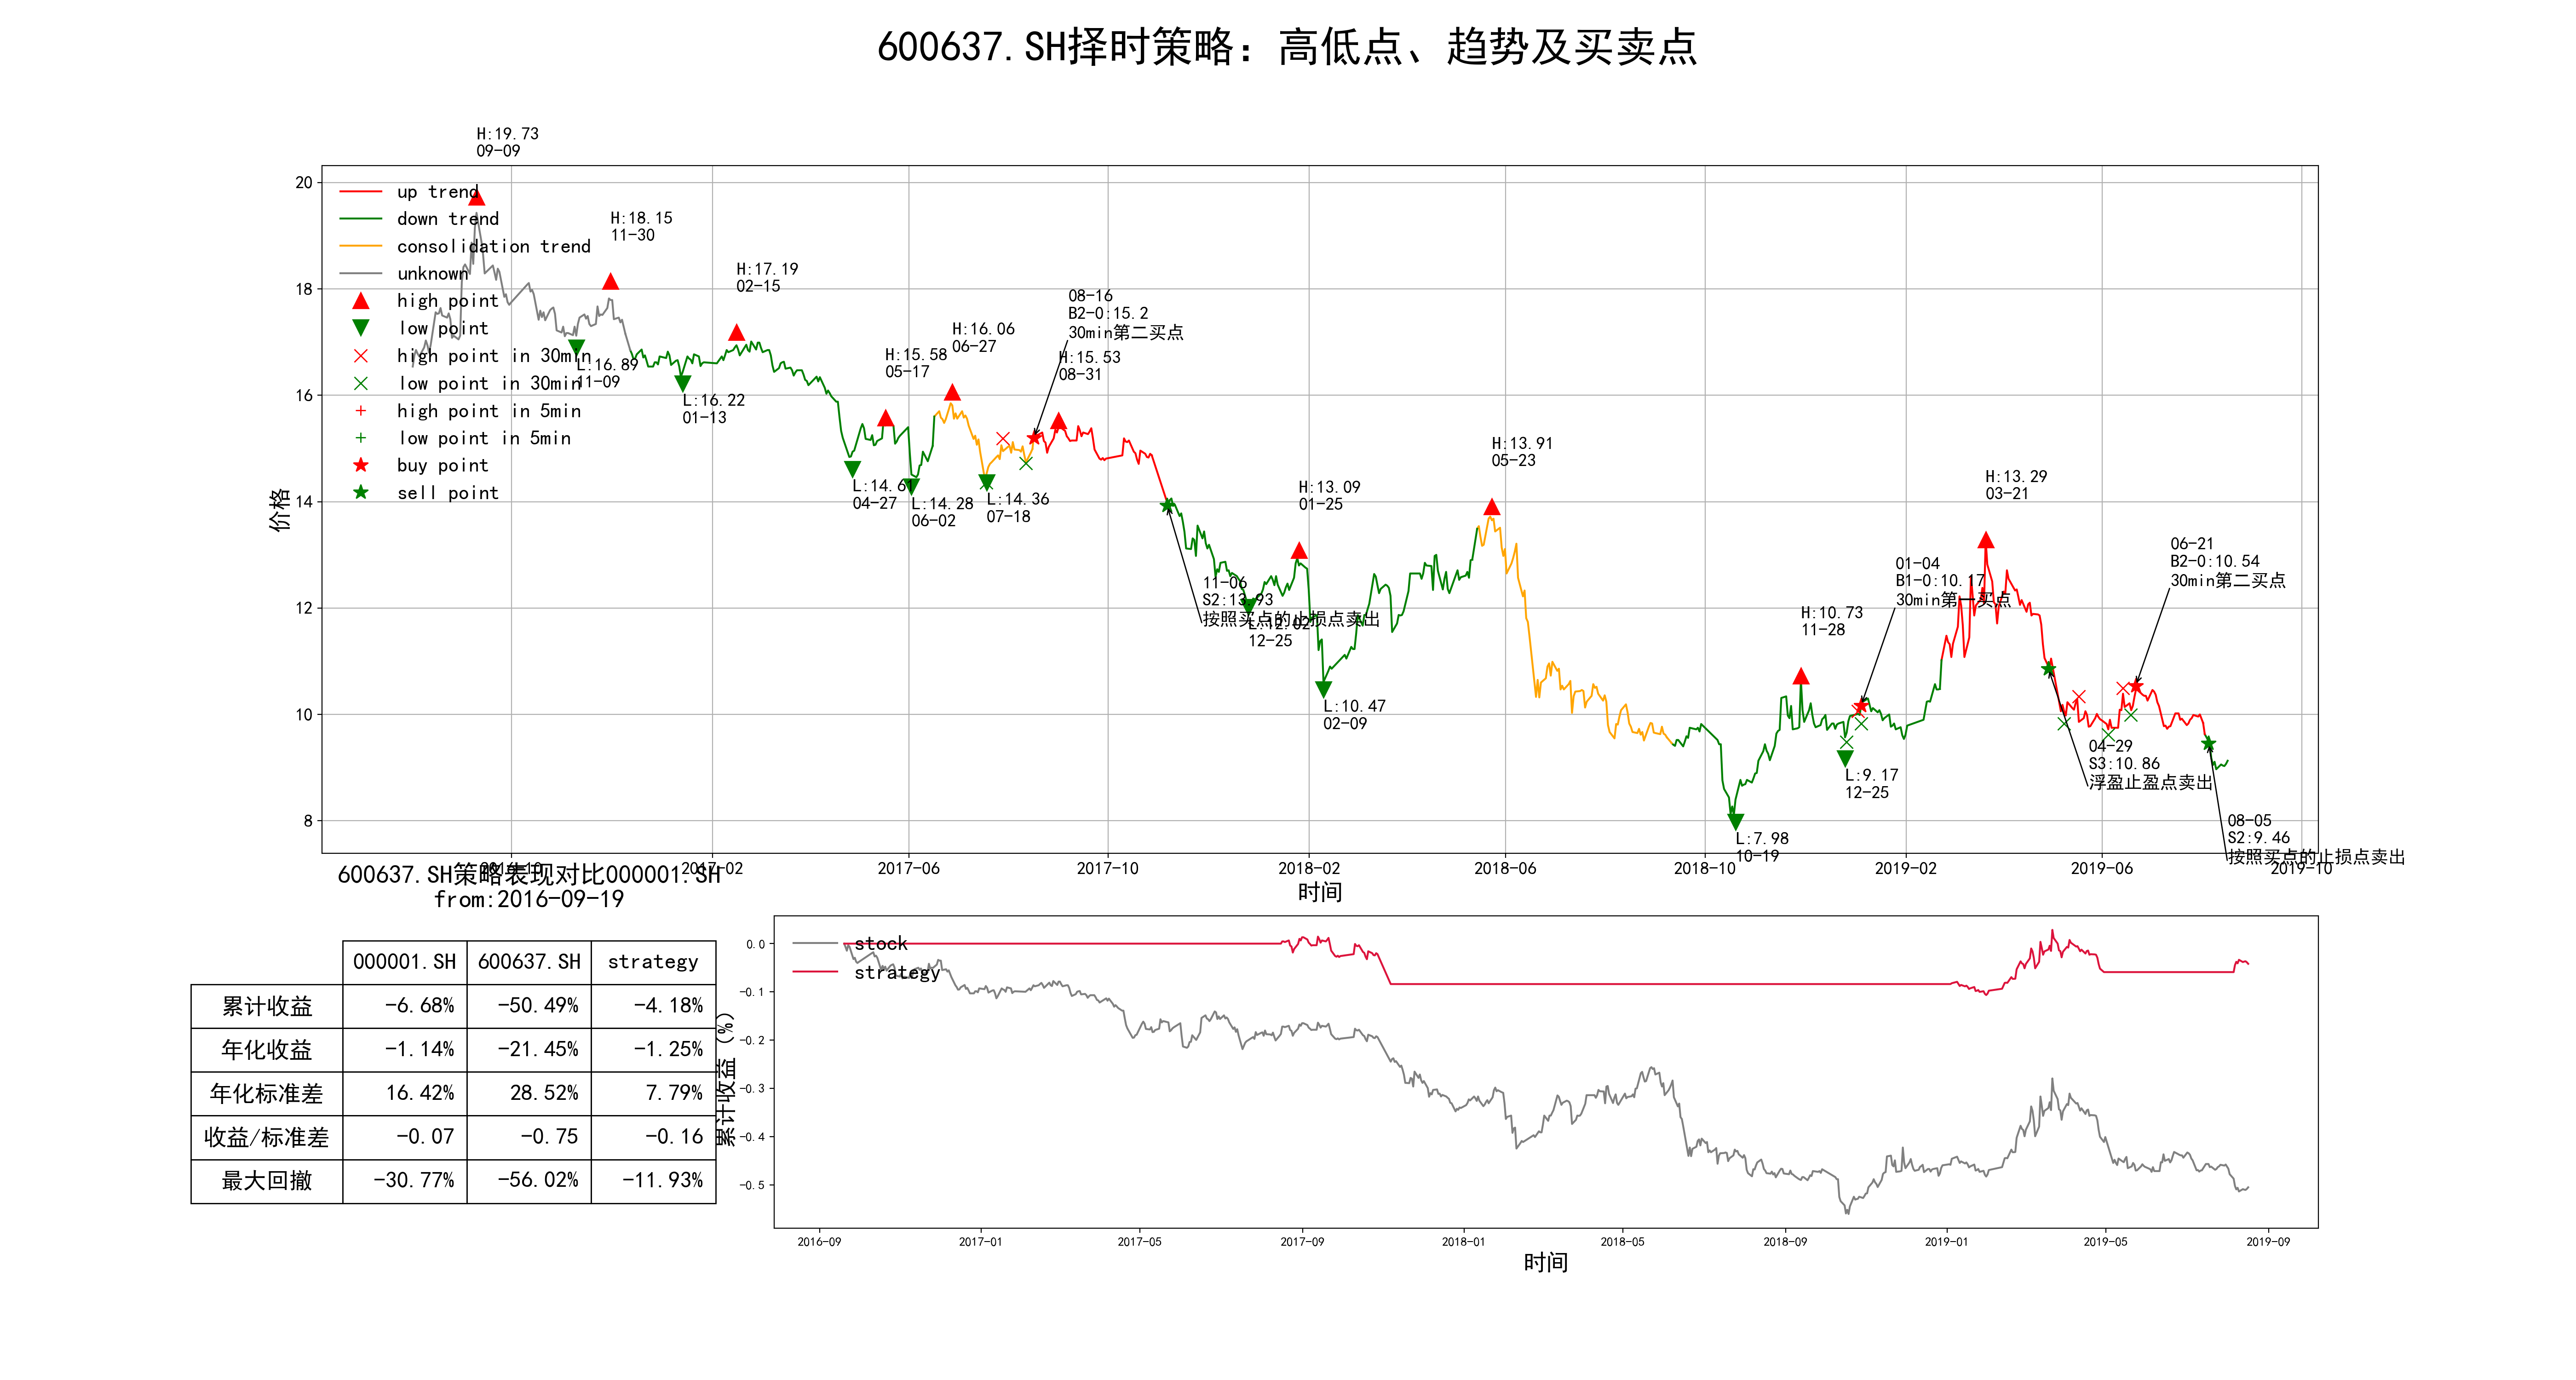 600637.SH择时策略：高低点、趋势及买卖点
H:19.73
09-09
up trend
down trend
consolidation trend
unknown
high point
low point
high point in 30min
low point in 30min
high point in 5min
low point in 5min
buy point
sell point
H:18.15
11-30
L:16.89
11-09
H:17.19
02-15
L:16.22
01-13
H:15.58
05-17
L:14.61
04-27
H:16.06
06-27
L:14.28
06-02
L:14.36
07-18
08-16
B2-0:15.2
30min第二买点
H:15.53
08-31
11-06
S2:13.93
按照买点的止损点卖出
L:12.02
12-25
H:13.09
01-25
L:10.47
02-09
H:13.91
05-23
L:7.98
10-19
H:10.73
11-28
L:9.17
12-25
01-04
B1-0:10.17
30min第一买点
H:13.29
03-21
04-29
S3:10.86
浮盈止盈点卖出
06-21
B2-0:10.54
30min第二买点
08-05
S2:9.46
按照买点的止损点卖出
价格
20
18
16
14
12
10
8
2016-10
2017-02
2017-06
2017-10
2018-02
2018-06
2018-10
2019-02
2019-06
2019-10
时间
600637.SH策略表现对比000001.SH
from:2016-09-19
000001.SH 600637.SH strategy
累计收益 -6.68% -50.49% -4.18%
年化收益 -1.14% -21.45% -1.25%
年化标准差 16.42% 28.52% 7.79%
收益/标准差 -0.07 -0.75 -0.16
最大回撤 -30.77% -56.02% -11.93%
累计收益（%）
0.0
-0.1
-0.2
-0.3
-0.4
-0.5
stock
strategy
2016-09
2017-01
2017-05
2017-09
2018-01
2018-05
2018-09
2019-01
2019-05
2019-09
时间